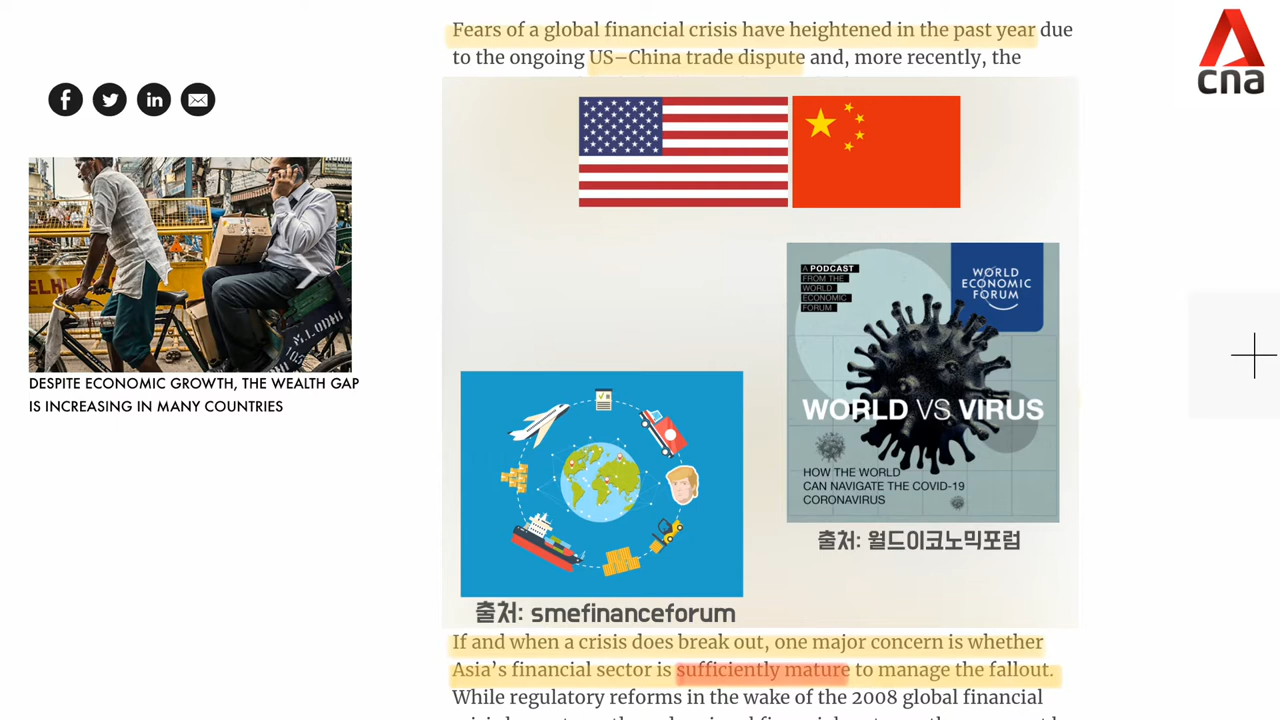 Fears of a global financial crisis have heightened in the past year due
to the ongoing US–China trade dispute and, more recently, the
cna
DELHI
M.L.ODHI
DESPITE ECONOMIC GROWTH, THE WEALTH GAP
IS INCREASING IN MANY COUNTRIES
A PODCAST
FROM THE
WORLD
ECONOMIC
FORUM
WORLD
ECONOMIC
FORUM
WORLD VS VIRUS
HOW THE WORLD
CAN NAVIGATE THE COVID-19
CORONAVIRUS
출처: 월드이코노믹포럼
출처: smefinanceforum
If and when a crisis does break out, one major concern is whether
Asia's financial sector is sufficiently mature to manage the fallout.
While regulatory reforms in the wake of the 2008 global financial